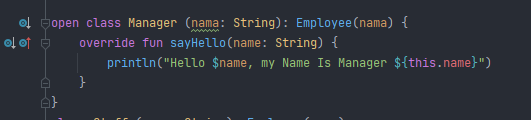 open class Manager (nama: String): Employee(nama) {
override fun sayHello(name: String) {
println("Hello $name, my Name Is Manager ${this.name}")
}
}